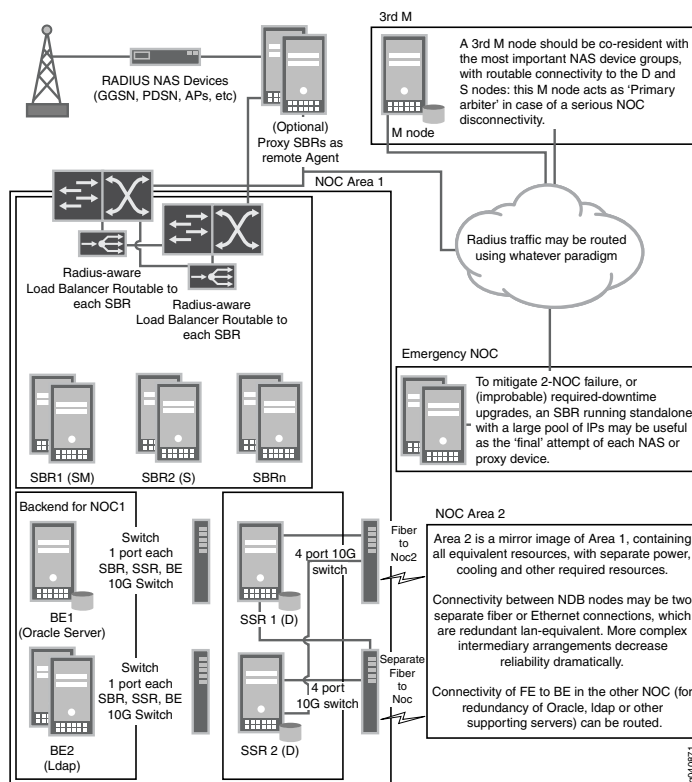 3rd M
A 3rd M node should be co-resident with
the most important NAS device groups,
with routable connectivity to the D and
S nodes: this M node acts as 'Primary
arbiter' in case of a serious NOC
disconnectivity.
M node
RADIUS NAS Devices
(GGSN, PDSN, APs, etc)
(Optional)
Proxy SBRs as
remote Agent
NOC Area 1
Radius-aware
Load Balancer Routable to
each SBR
Radius-aware
Load Balancer Routable to
each SBR
Radius traffic may be routed
using whatever paradigm
SBR1 (SM)
SBR2 (S)
SBRn
Emergency NOC
To mitigate 2-NOC failure, or
(improbable) required-downtime
upgrades, an SBR running standalone
with a large pool of IPs may be useful
as the 'final' attempt of each NAS or
proxy device.
Backend for NOC1
BE1
(Oracle Server)
Switch
1 port each
SBR, SSR, BE
10G Switch
SSR 1 (D)
4 port 10G
switch
Fiber
to
Noc2
BE2
(Ldap)
Switch
1 port each
SBR, SSR, BE
10G Switch
SSR 2 (D)
4 port
10G switch
Separate
Fiber
to
Noc
NOC Area 2
Area 2 is a mirror image of Area 1, containing
all equivalent resources, with separate power,
cooling and other required resources.
Connectivity between NDB nodes may be two
separate fiber or Ethernet connections, which
are redundant lan-equivalent. More complex
intermediary arrangements decrease
reliability dramatically.
Connectivity of FE to BE in the other NOC (for
redundancy of Oracle, ldap or other
supporting servers) can be routed.